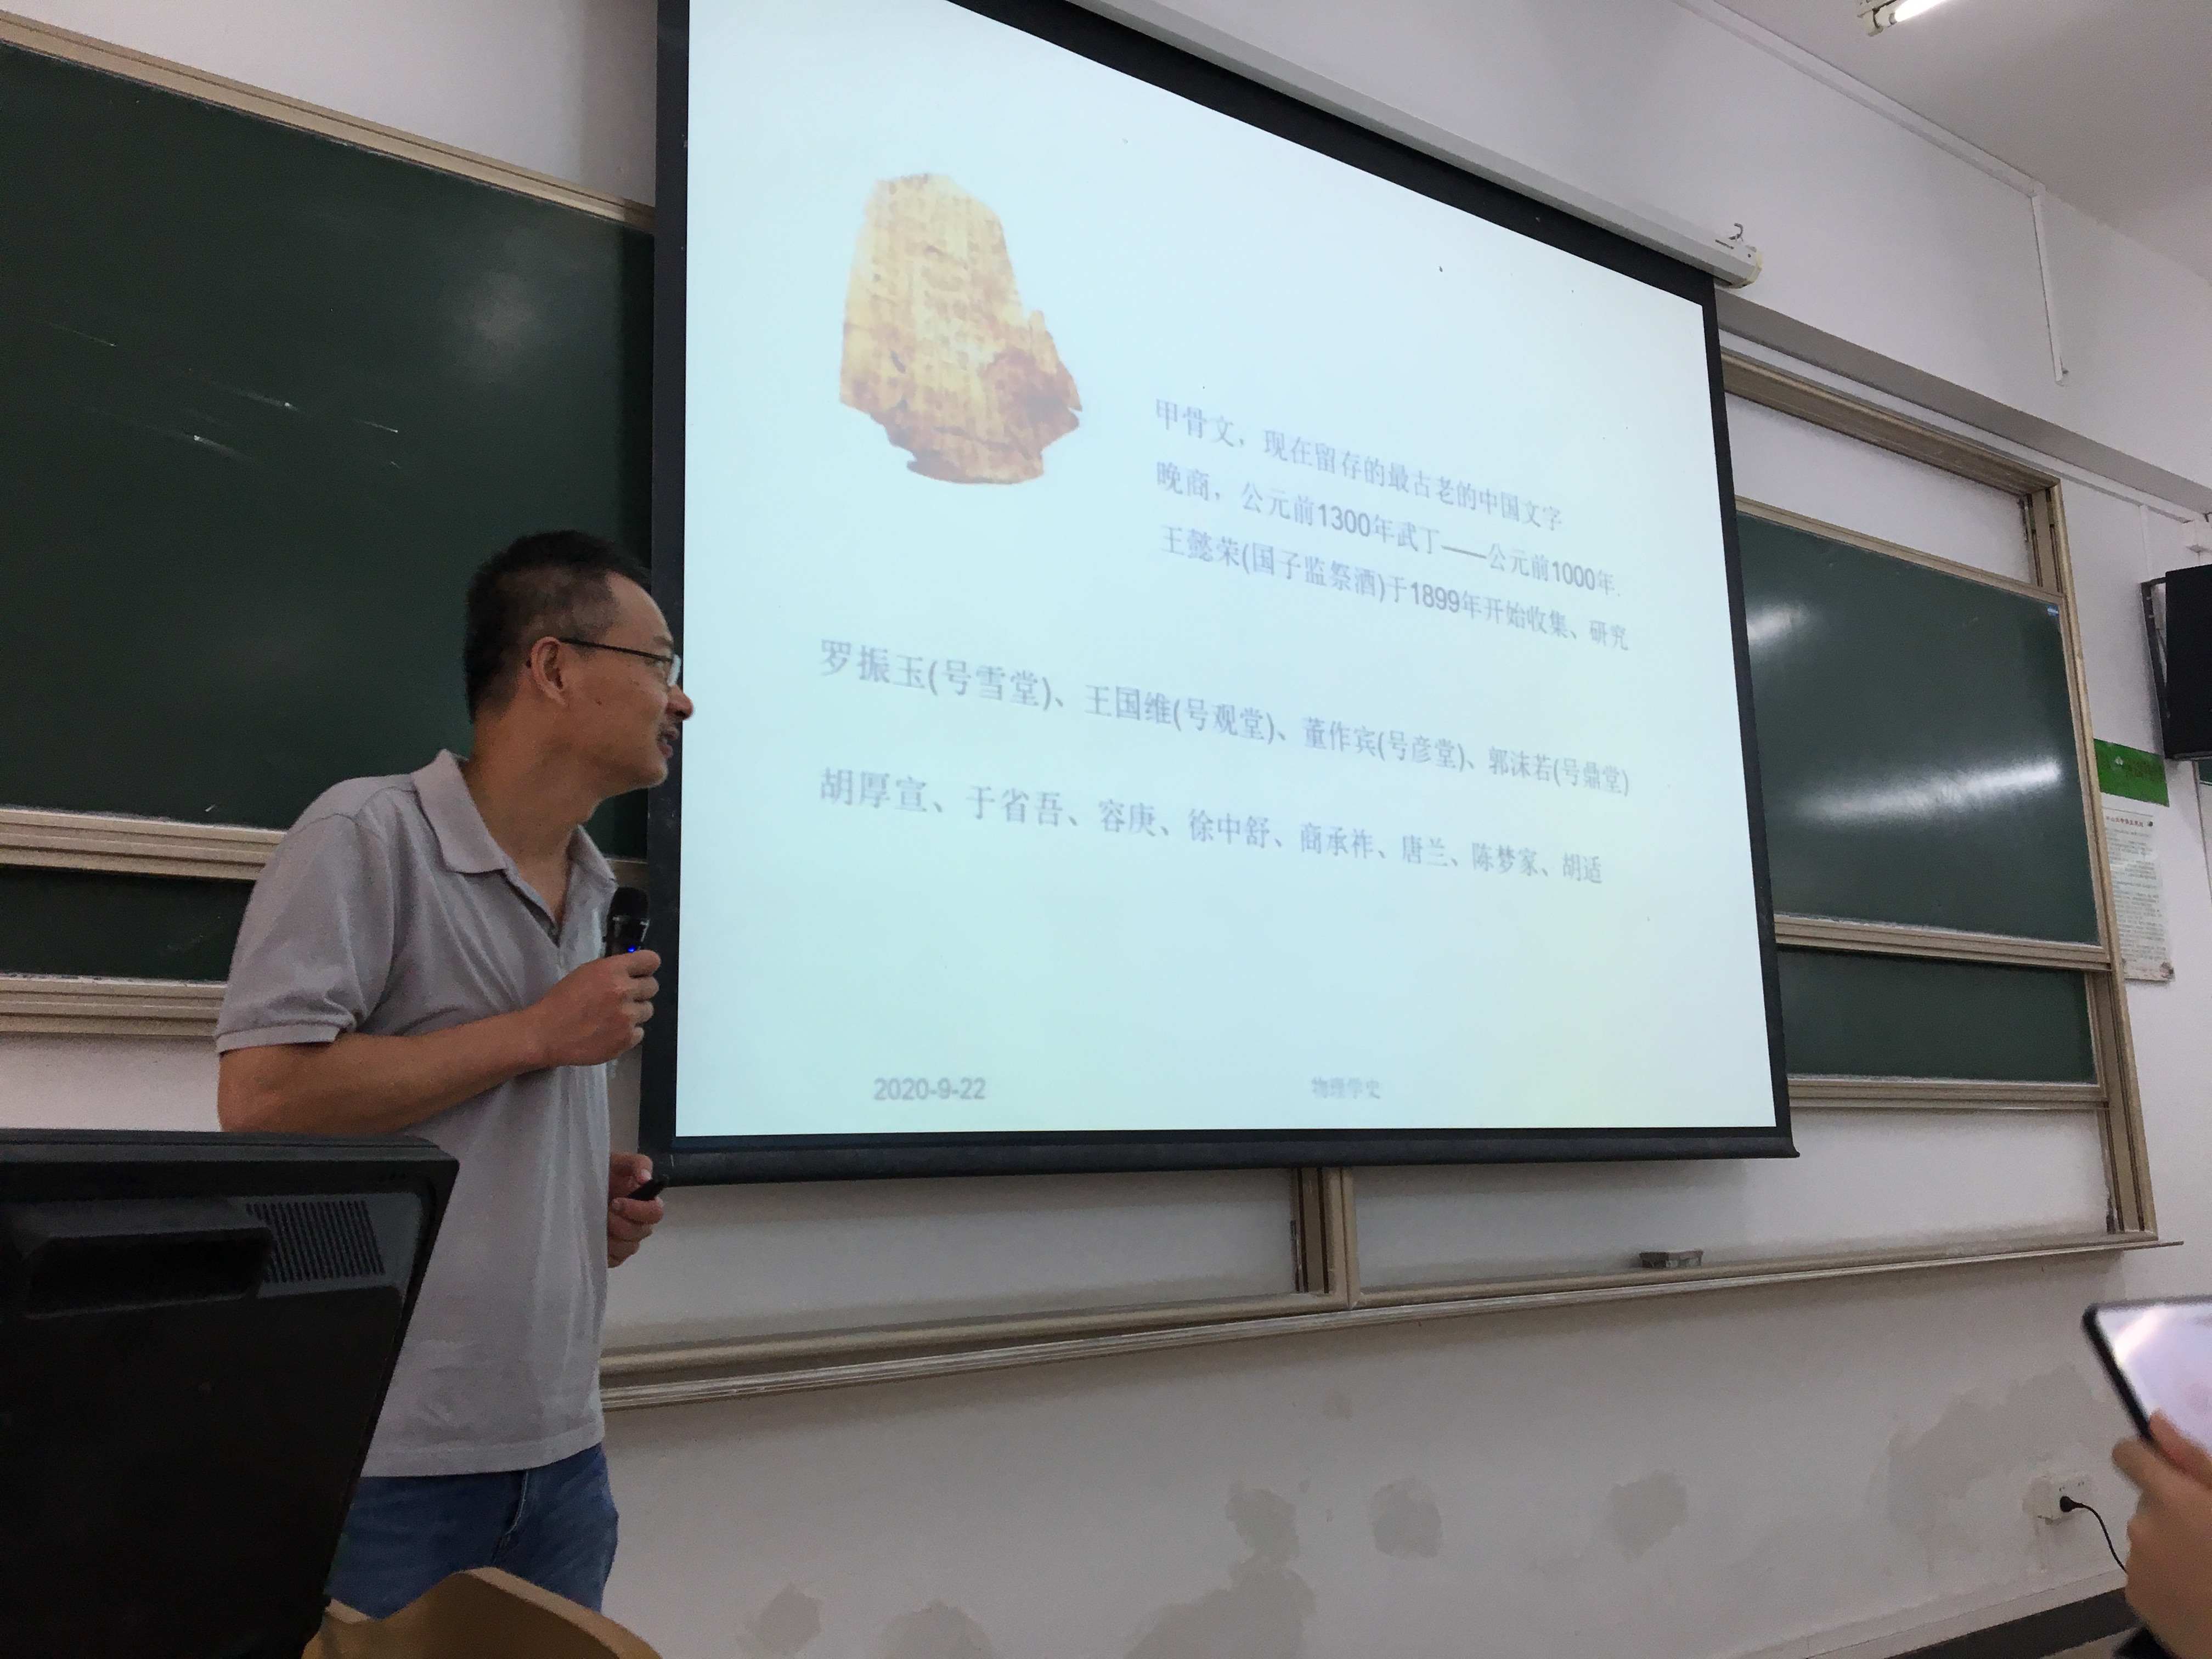 甲骨文，现在留存的最古老的中国文字
晚商，公元前1300年武丁——公元前1000年.
王懿荣(国子监祭酒)于1899年开始收集、研究
罗振玉(号雪堂)、王国维(号观堂)、董作宾(号彦堂)、郭沫若(号鼎堂)
胡厚宣、于省吾、容庚、徐中舒、商承祚、唐兰、陈梦家、胡适
2020-9-22
物理学史